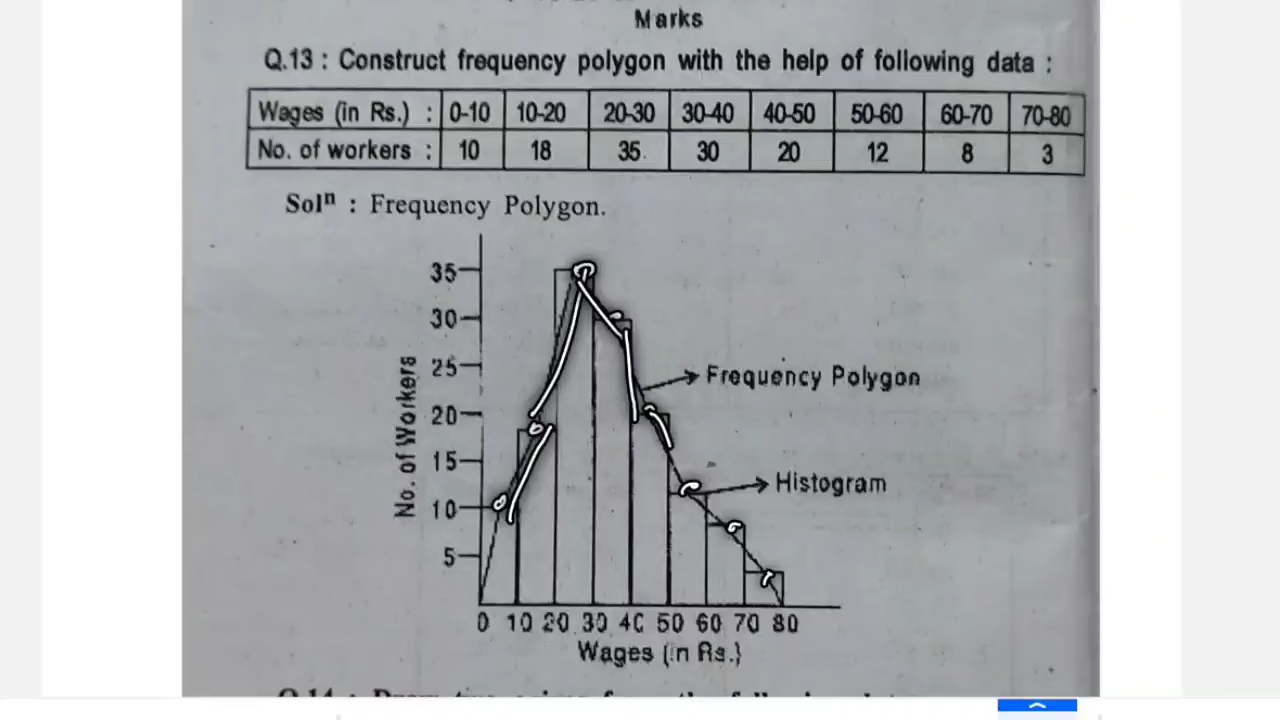 Marks
Q.13 : Construct frequency polygon with the help of following data :
Wages (in Rs.) : 0-10 10-20 20-30 30-40 40-50 50-60 60-70 70-80
No. of workers : 10 18 35 30 20 12 8 3
Solⁿ : Frequency Polygon.
35
30
25
20
15
10
5
No. of Workers
Frequency Polygon
Histogram
0 10 20 30 40 50 60 70 80
Wages (in Rs.)